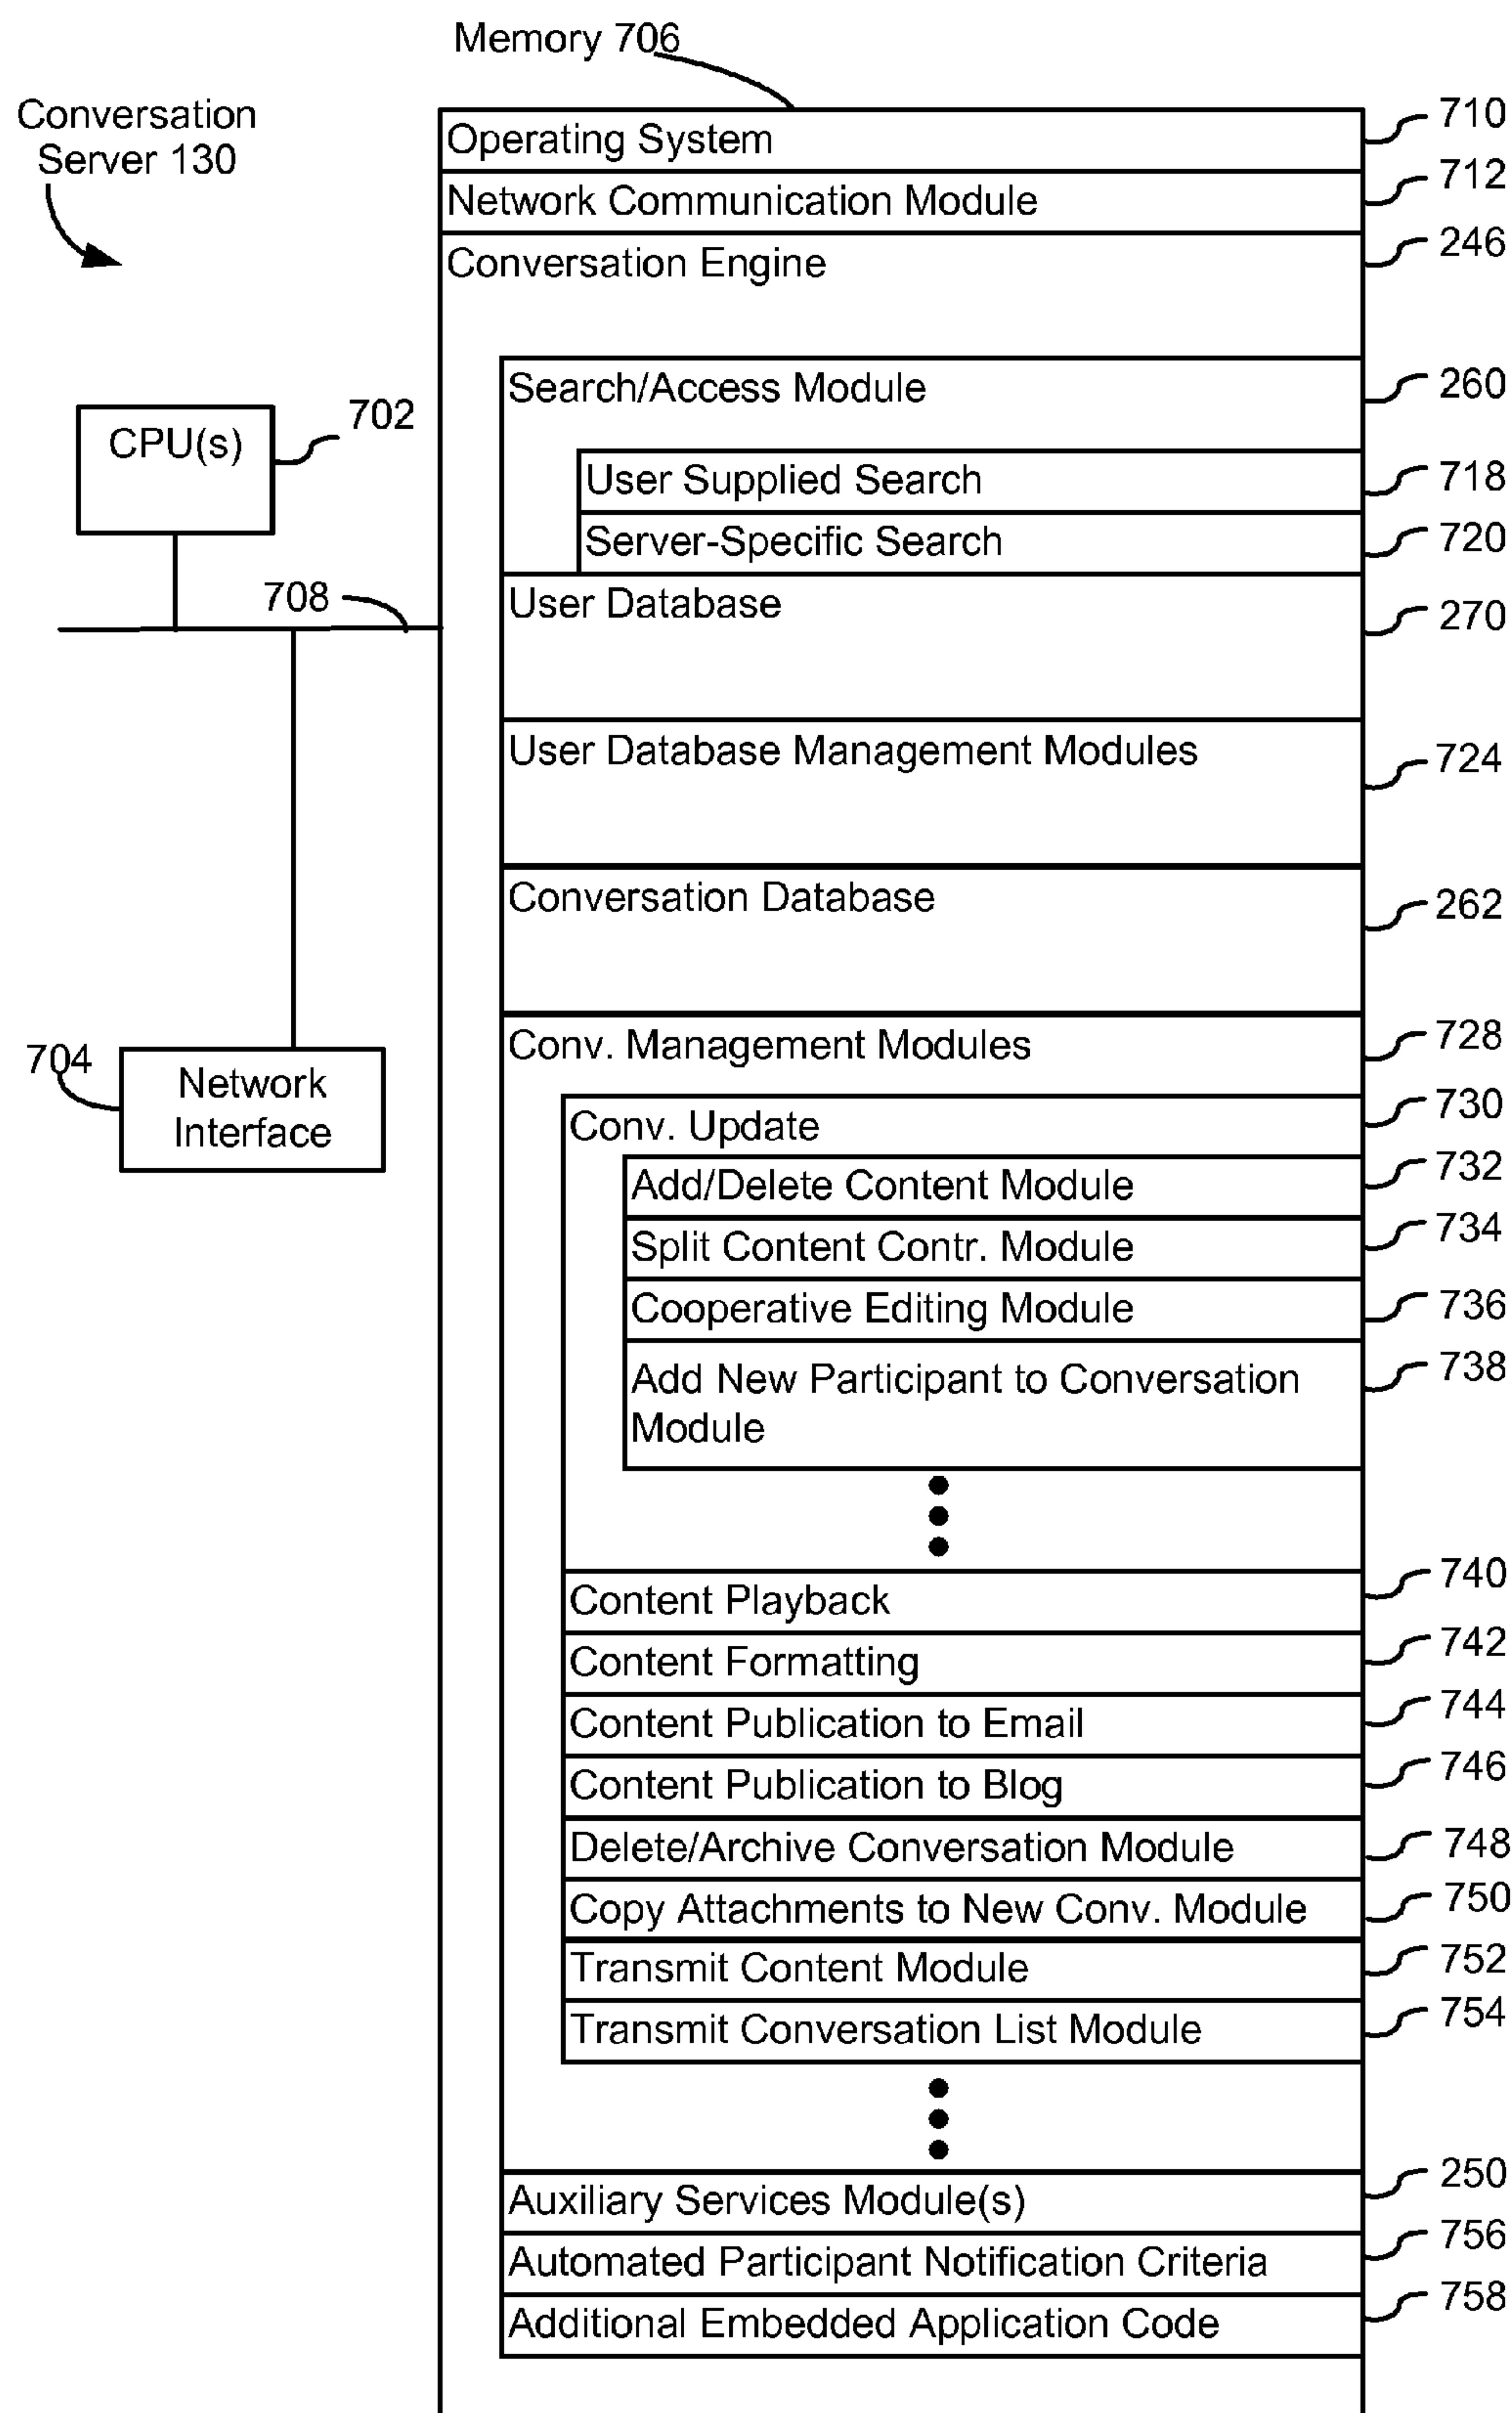 Memory 706
Conversation
Server 130
Operating System
710
Network Communication Module
712
Conversation Engine
246
Search/Access Module
260
CPU(s)
702
User Supplied Search
718
Server-Specific Search
720
708
User Database
270
User Database Management Modules
724
Conversation Database
262
Conv. Management Modules
728
704
Network
Interface
Conv. Update
730
Add/Delete Content Module
732
Split Content Contr. Module
734
Cooperative Editing Module
736
Add New Participant to Conversation
Module
738
Content Playback
740
Content Formatting
742
Content Publication to Email
744
Content Publication to Blog
746
Delete/Archive Conversation Module
748
Copy Attachments to New Conv. Module
750
Transmit Content Module
752
Transmit Conversation List Module
754
Auxiliary Services Module(s)
250
Automated Participant Notification Criteria
756
Additional Embedded Application Code
758